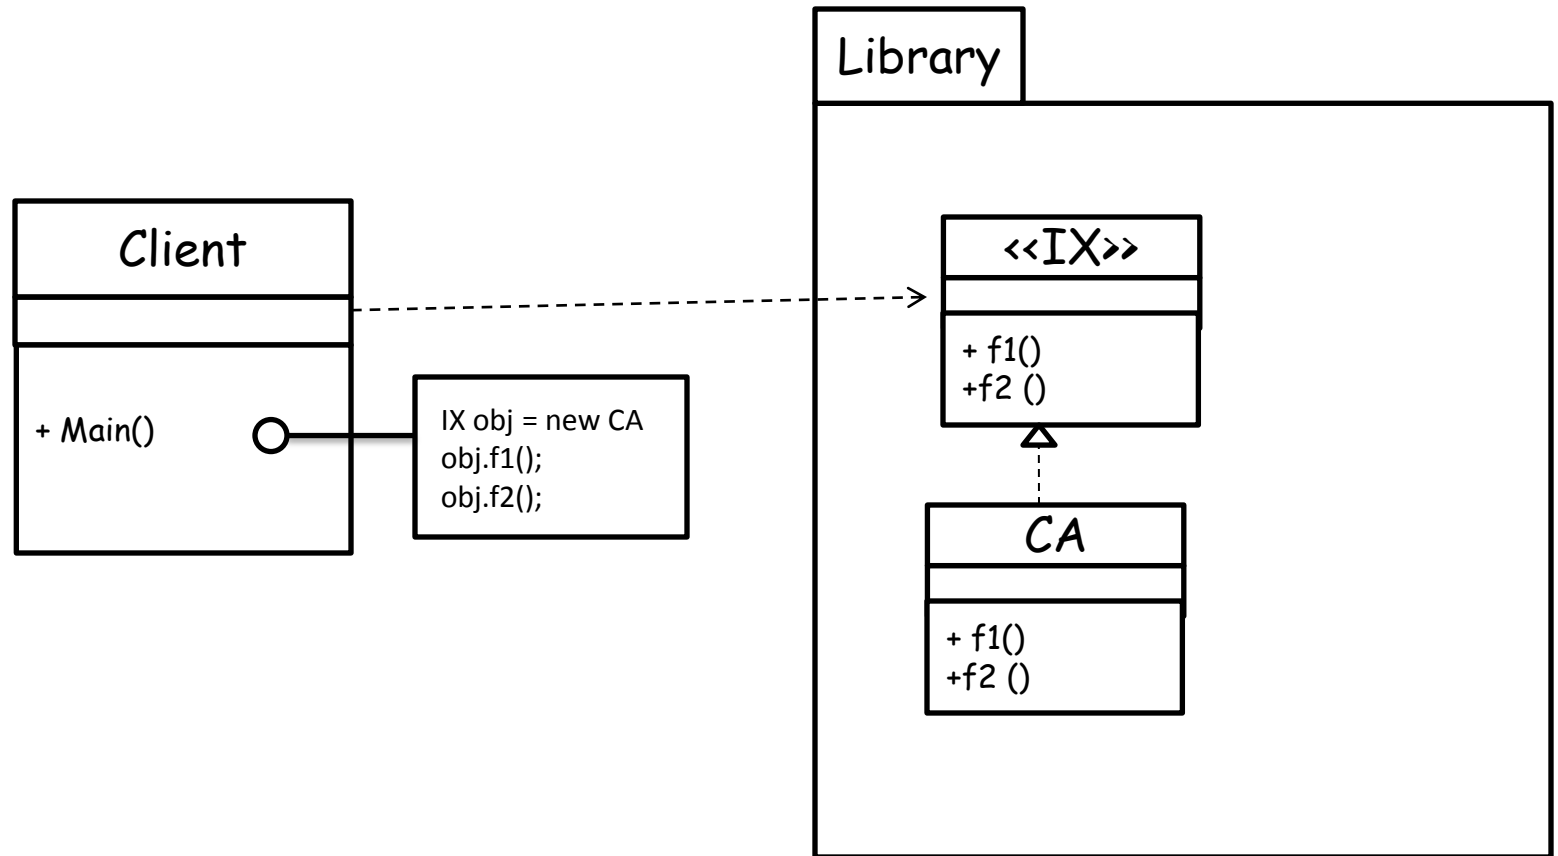 Library
Client
<<IX>>
+ f1()
+f2 ()
+ Main()
IX obj = new CA
obj.f1();
obj.f2();
CA
+ f1()
+f2 ()